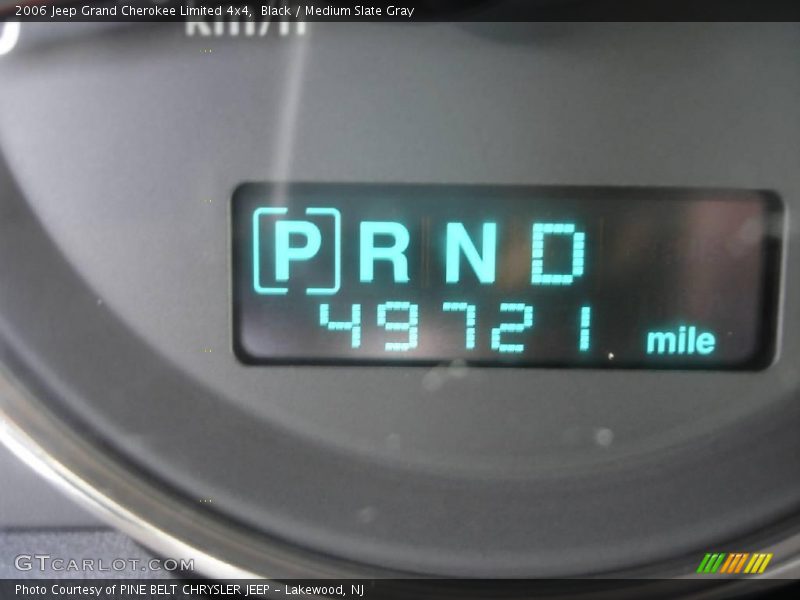 2006 Jeep Grand Cherokee Limited 4x4, Black / Medium Slate Gray
km/h
[P] R N D
49721 mile
GTCARLOT.COM
Photo Courtesy of PINE BELT CHRYSLER JEEP - Lakewood, NJ